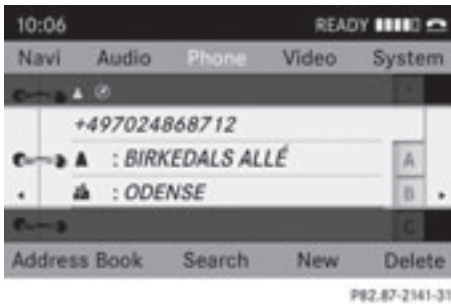 10:06 READY
Navi Audio Phone Video System
+497024868712
: BIRKEDALS ALLÉ A
: ODENSE B
C
Address Book Search New Delete
P82.87-2141-31